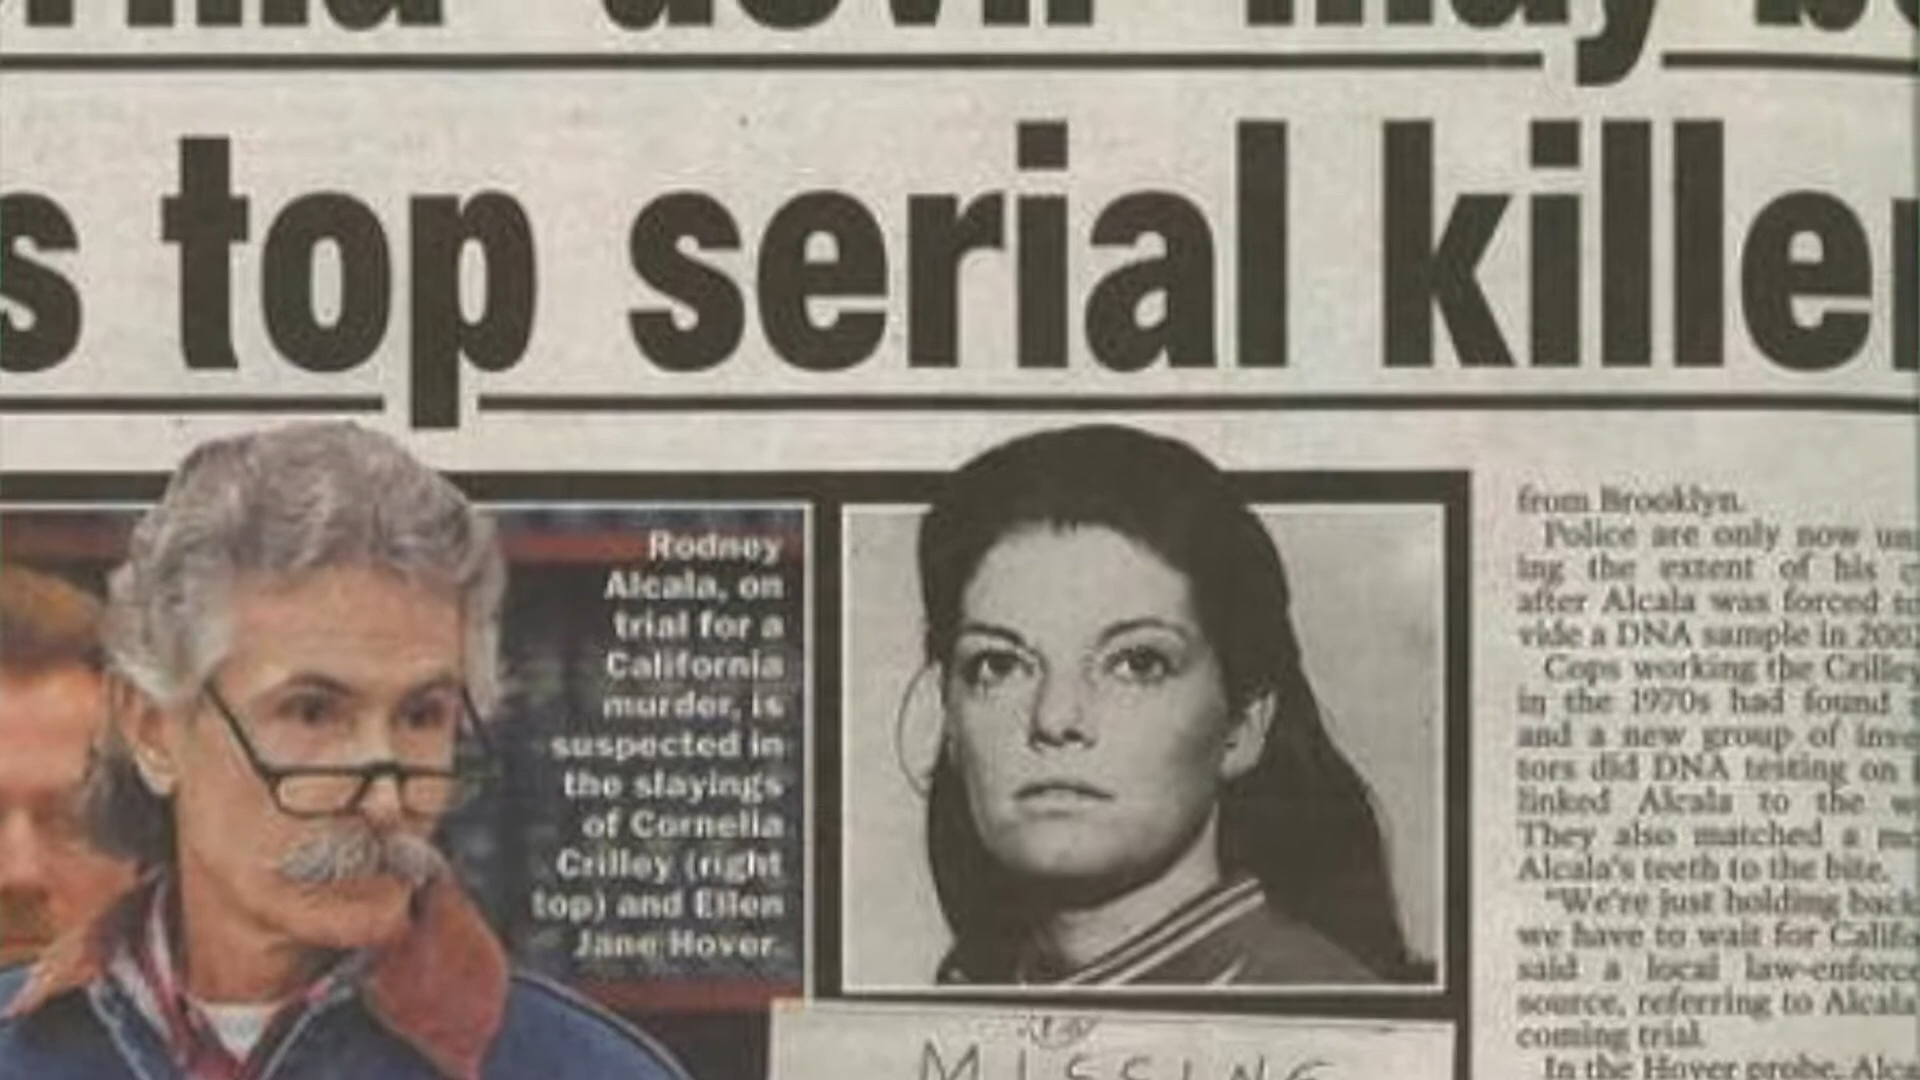 devil may
s top serial killer
Rodney
Alcala, on
trial for a
California
murder, is
suspected in
the slayings
of Cornelia
Crilley (right
top) and Ellen
Jane Hover.
MISSING
from Brooklyn.
Police are only now
ing the extent of his
after Alcala was forced
vide a DNA sample in
Cops working the Crilley
in the 1970s had found
and a new group of
tors did DNA testing on
linked Alcala to the
They also matched a
Alcala's teeth to the bite.
"We're just holding back
we have to wait for
said a local
source, referring to Alcala
coming trial.
In the Hover probe,